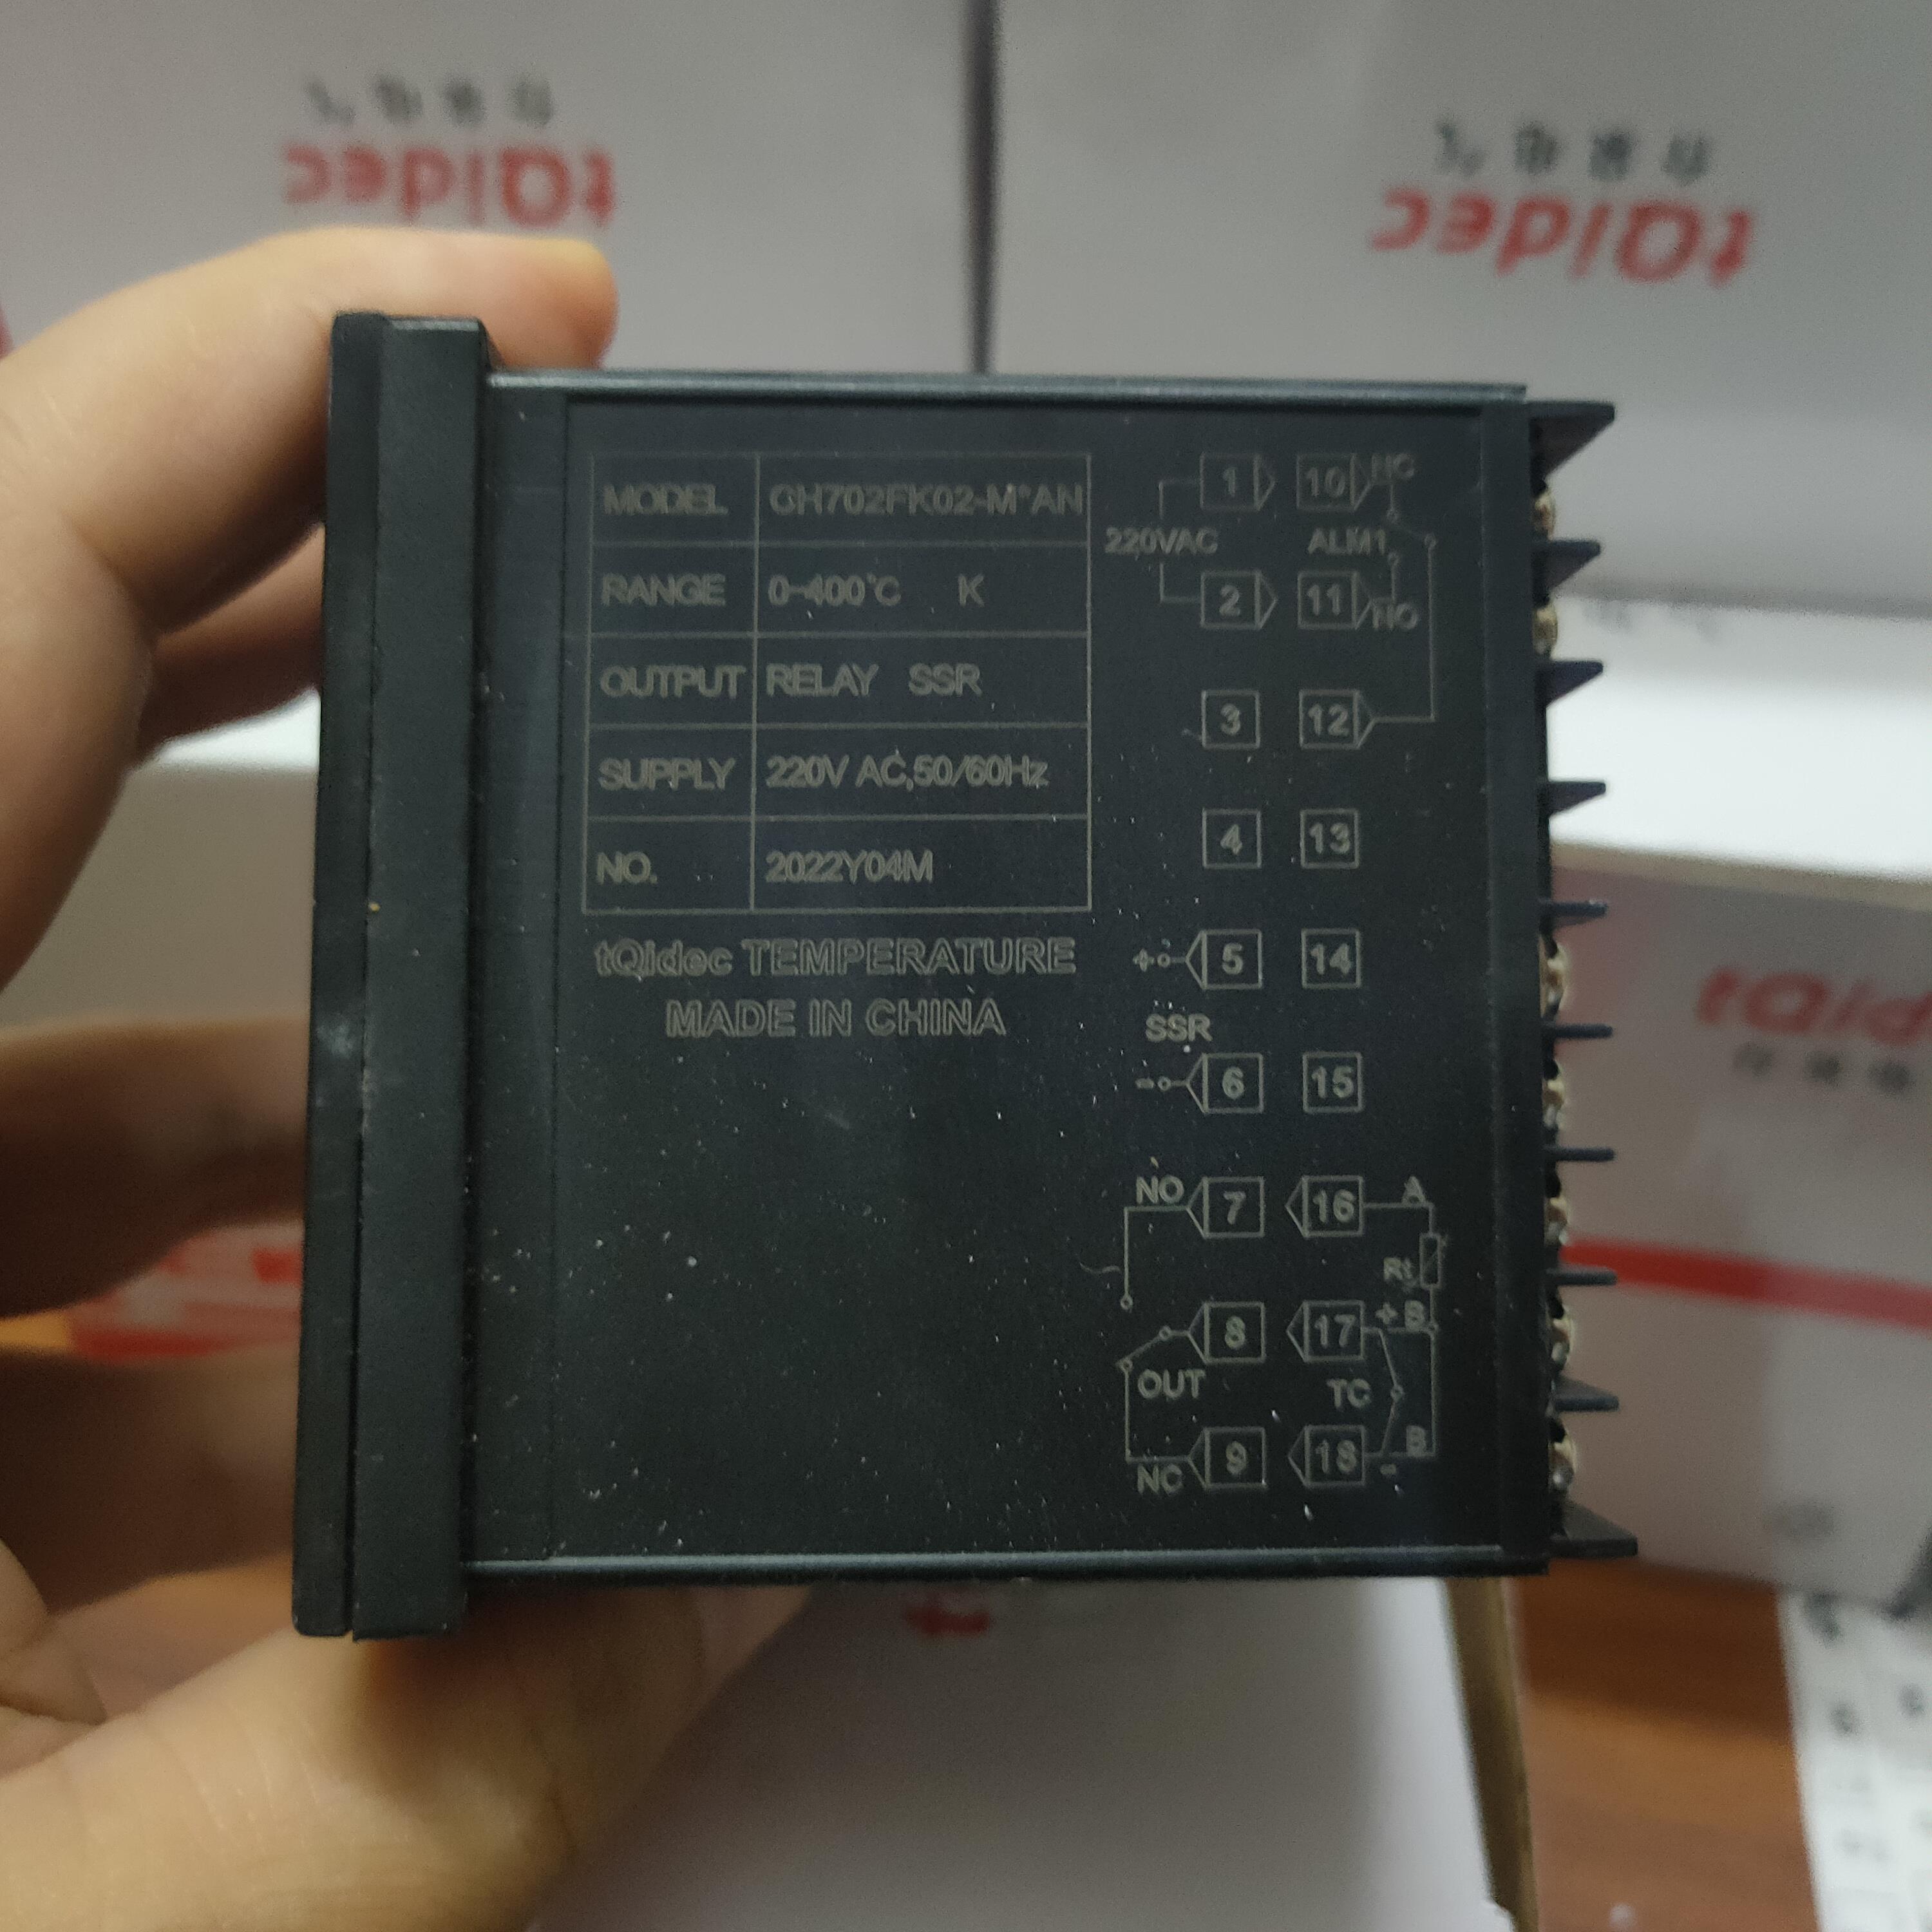 tQidec
tQidec
MODEL GH702FK02-M*AN
RANGE 0-400℃ K
OUTPUT RELAY SSR
SUPPLY 220V AC,50/60Hz
NO. 2022Y04M
tQidec TEMPERATURE
MADE IN CHINA
1 10 NC
220VAC ALM1
2 11 NO
3 12
4 13
+ 5 14
SSR
- 6 15
NO 7 16 A
Rt
8 17 + B
OUT TC
NC 9 18 - B
tQid